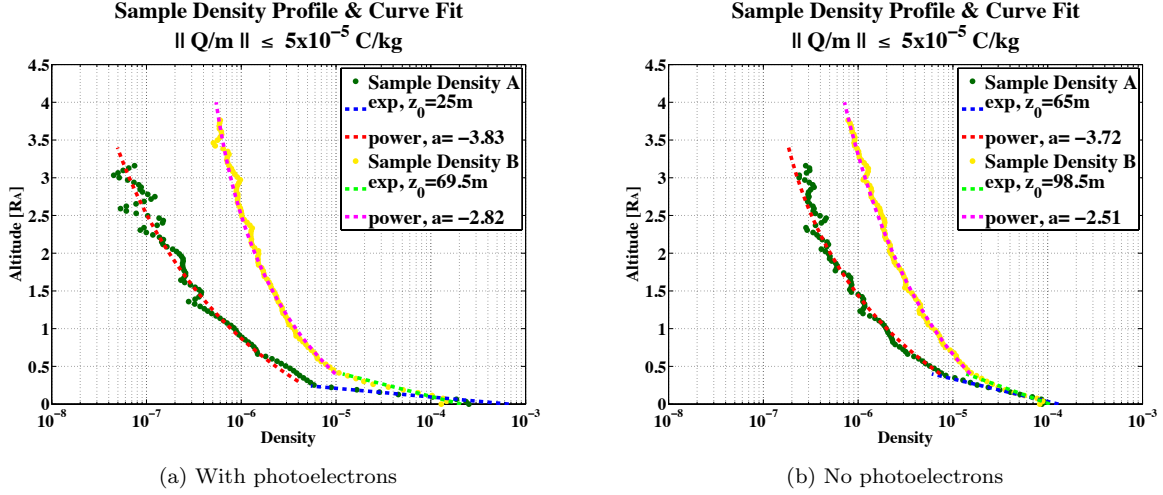 Sample Density Profile & Curve Fit
|| Q/m || ≤ 5x10⁻⁵ C/kg
Altitude [RA]
4.5
4
3.5
3
2.5
2
1.5
1
0.5
0
10⁻⁸ 10⁻⁷ 10⁻⁶ 10⁻⁵ 10⁻⁴ 10⁻³
Density
Sample Density A
exp, z₀=25m
power, a= −3.83
Sample Density B
exp, z₀=69.5m
power, a= −2.82
(a) With photoelectrons
Sample Density Profile & Curve Fit
|| Q/m || ≤ 5x10⁻⁵ C/kg
Altitude [RA]
4.5
4
3.5
3
2.5
2
1.5
1
0.5
0
10⁻⁸ 10⁻⁷ 10⁻⁶ 10⁻⁵ 10⁻⁴ 10⁻³
Density
Sample Density A
exp, z₀=65m
power, a= −3.72
Sample Density B
exp, z₀=98.5m
power, a= −2.51
(b) No photoelectrons